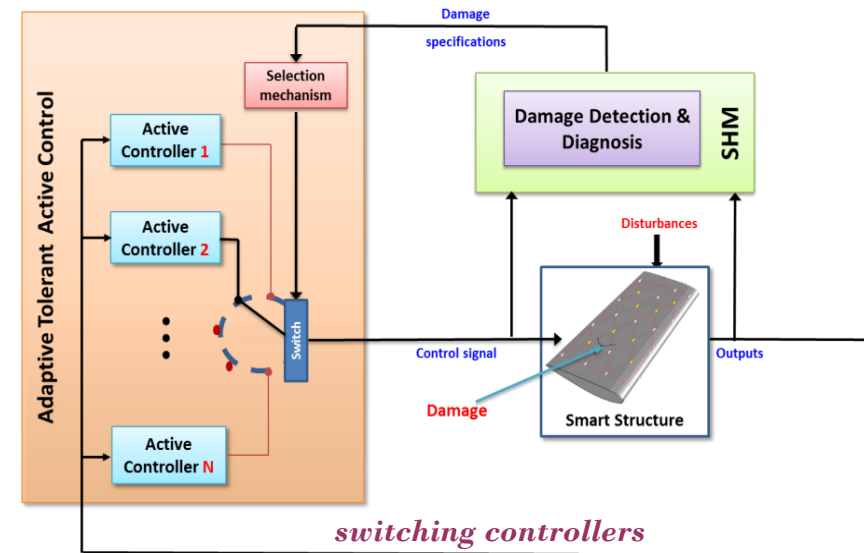 Damage
specifications
Selection
mechanism
Adaptive Tolerant Active Control
Active
Controller 1
Active
Controller 2
Active
Controller N
Switch
Control signal
Damage Detection &
Diagnosis
SHM
Disturbances
Damage
Outputs
Smart Structure
switching controllers